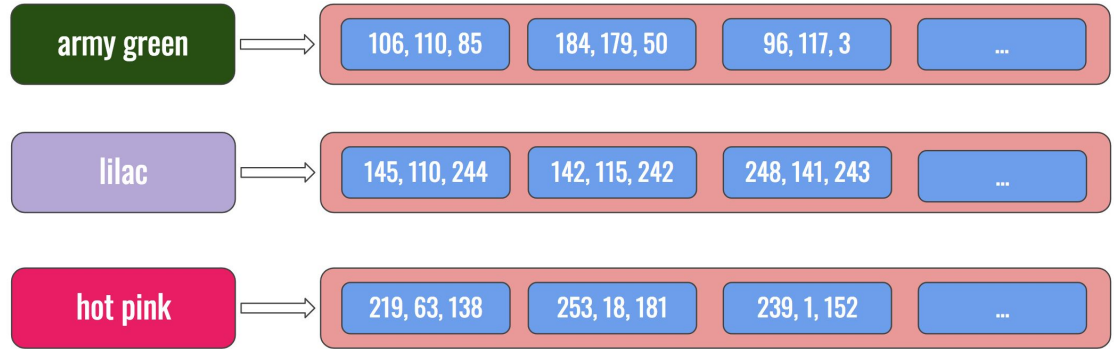 army green
106, 110, 85
184, 179, 50
96, 117, 3
...
lilac
145, 110, 244
142, 115, 242
248, 141, 243
...
hot pink
219, 63, 138
253, 18, 181
239, 1, 152
...